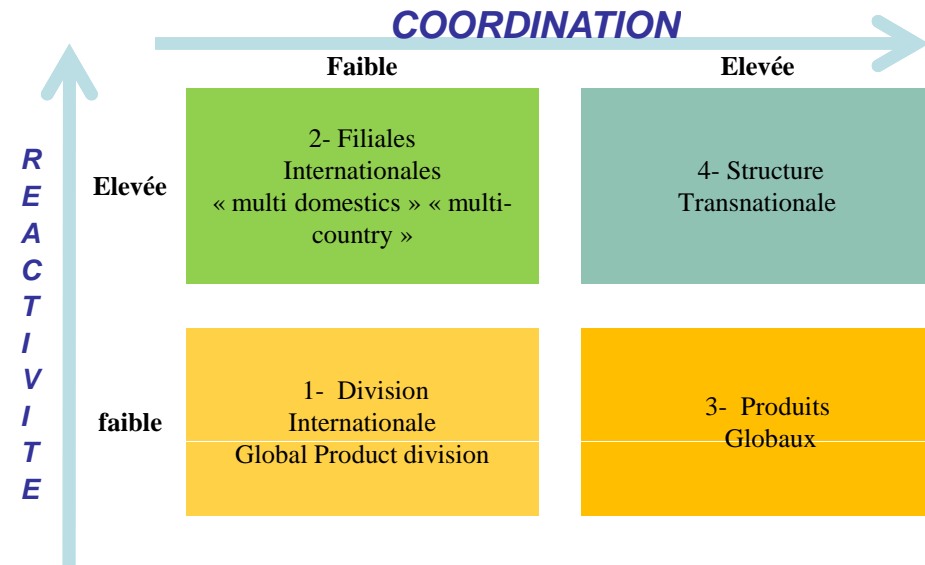 COORDINATION
Faible
Elevée
REACTIVITE
Elevée
2- Filiales
Internationales
« multi domestics » « multi-
country »
4- Structure
Transnationale
faible
1- Division
Internationale
Global Product division
3- Produits
Globaux